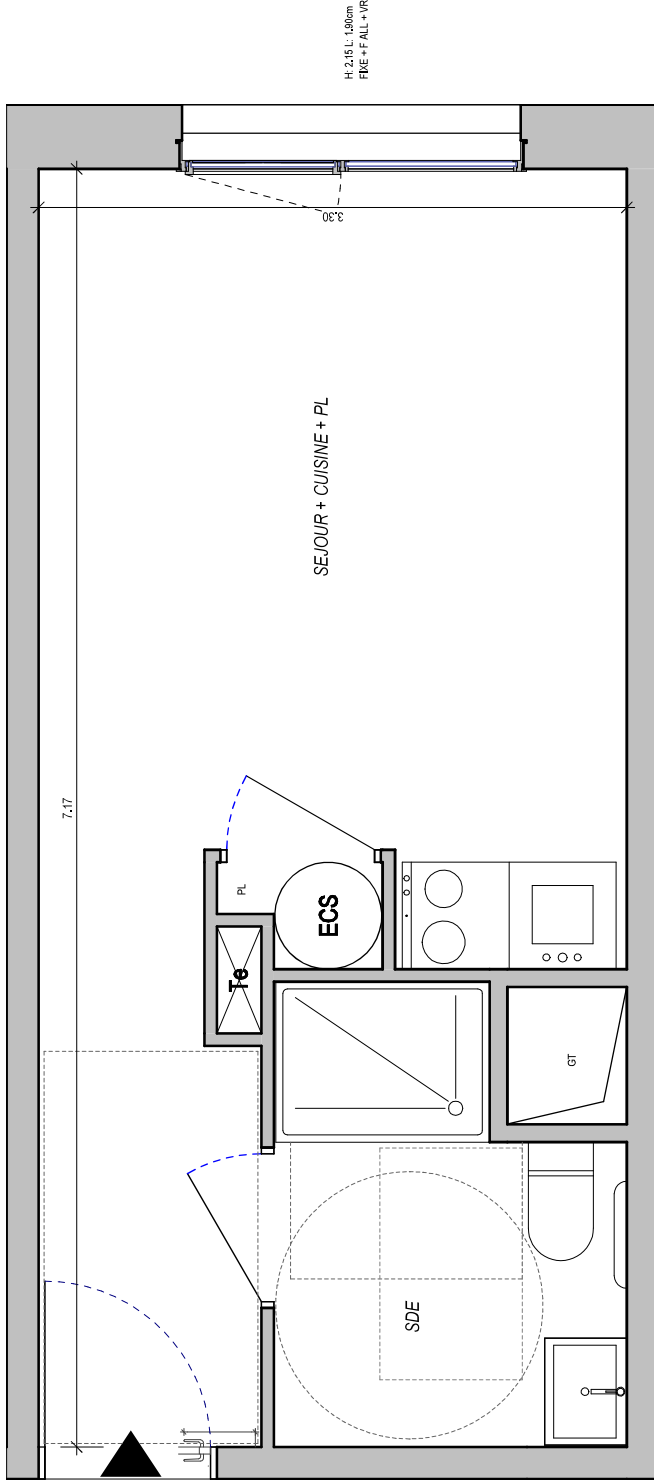 H: 2.15 L: 1.90cm
FIXE + F ALL + VR
3.30
SEJOUR + CUISINE + PL
7.17
PL
ECS
Te
GT
SDE